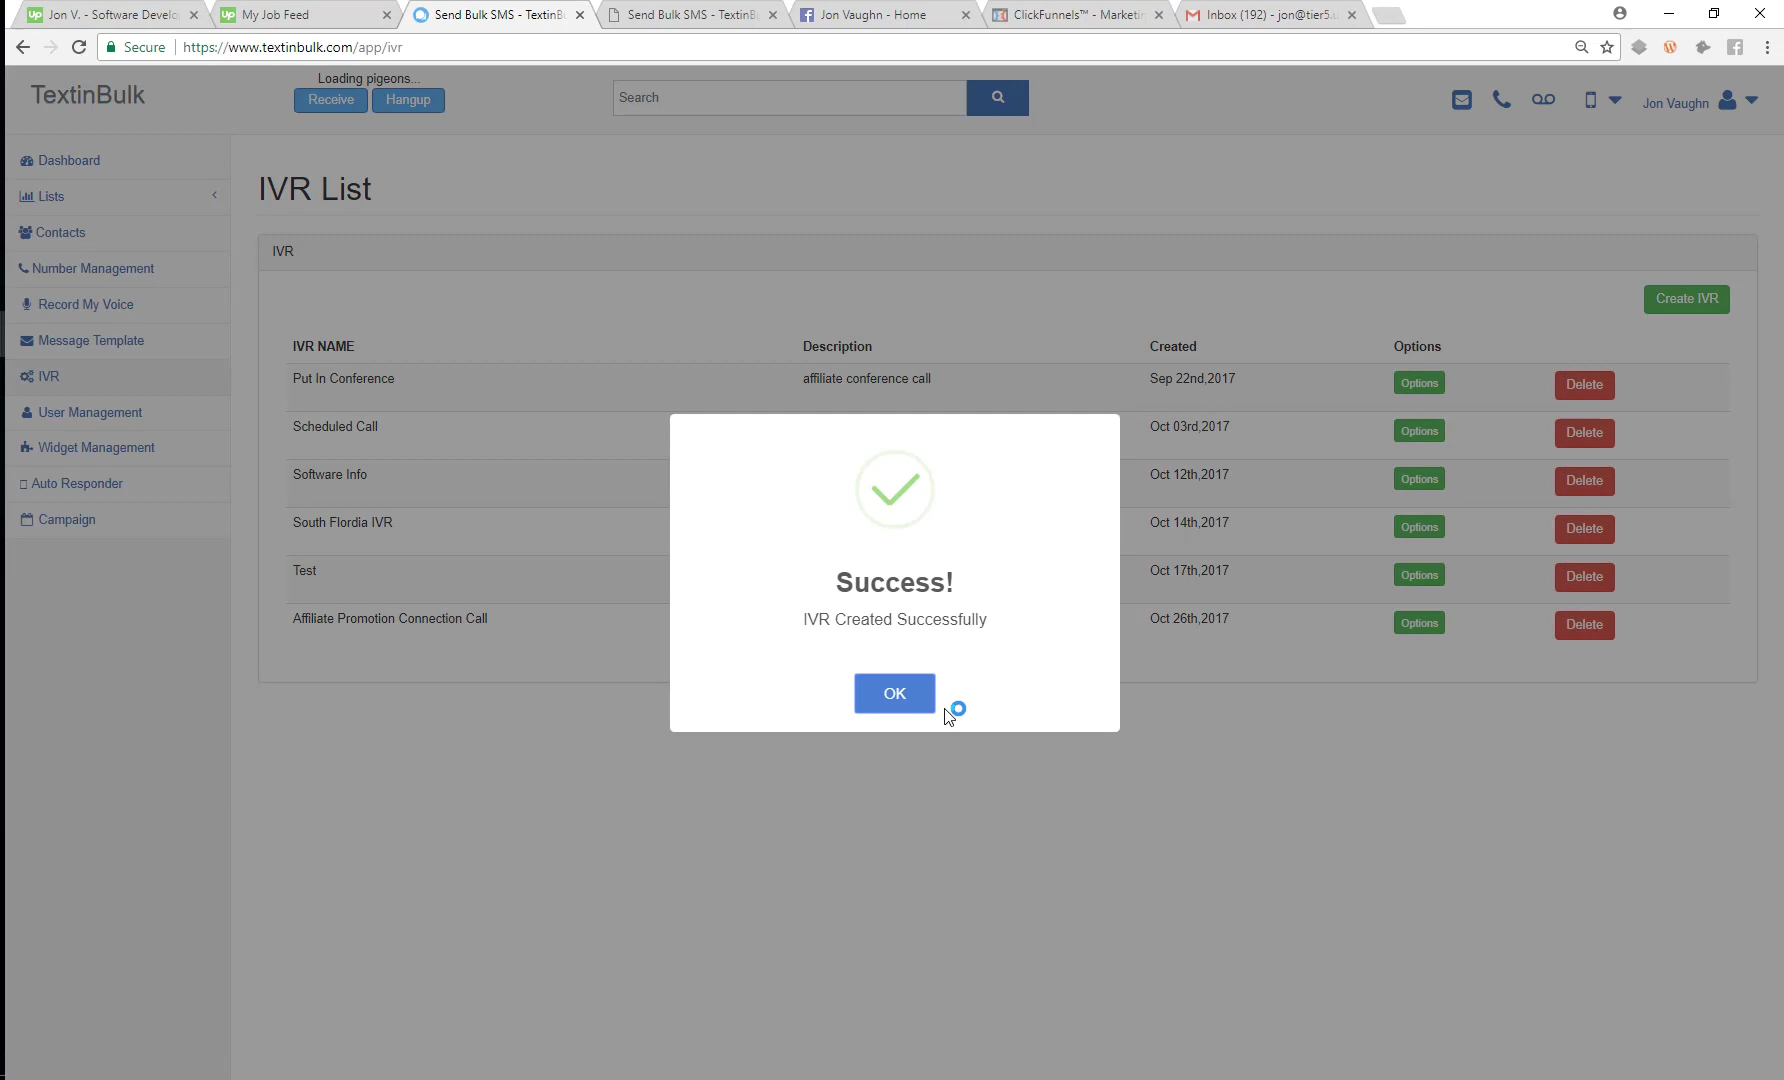 Jon V. - Software Develo
My Job Feed
Send Bulk SMS - TextinBu
Send Bulk SMS - TextinBu
Jon Vaughn - Home
ClickFunnels™ - Marketin
Inbox (192) - jon@tier5.u
Secure
https://www.textinbulk.com/app/ivr
TextinBulk
Loading pigeons...
Receive
Hangup
Search
Jon Vaughn
Dashboard
Lists
Contacts
Number Management
Record My Voice
Message Template
IVR
User Management
Widget Management
Auto Responder
Campaign
IVR List
IVR
Create IVR
IVR NAME Description Created Options
Put In Conference affiliate conference call Sep 22nd,2017 Options Delete
Scheduled Call Oct 03rd,2017 Options Delete
Software Info Oct 12th,2017 Options Delete
South Flordia IVR Oct 14th,2017 Options Delete
Test Oct 17th,2017 Options Delete
Affiliate Promotion Connection Call Oct 26th,2017 Options Delete
Success!
IVR Created Successfully
OK